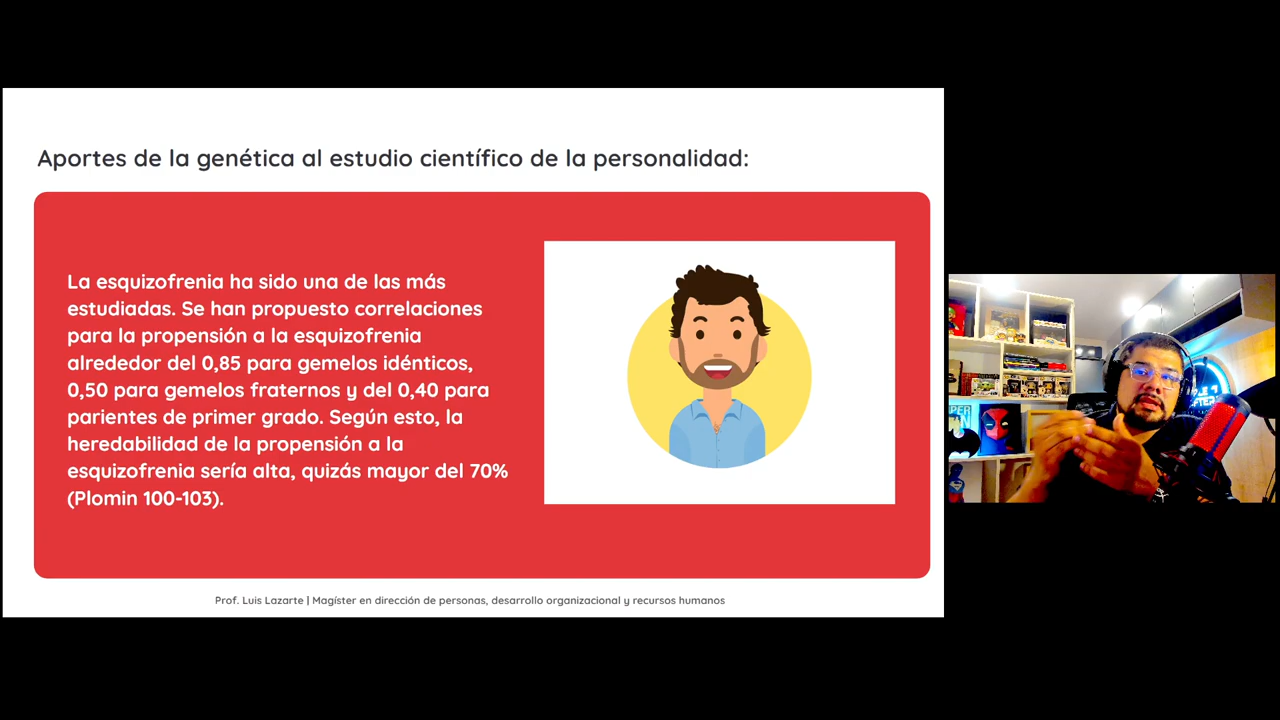 Aportes de la genética al estudio científico de la personalidad:
La esquizofrenia ha sido una de las más
estudiadas. Se han propuesto correlaciones
para la propensión a la esquizofrenia
alrededor del 0,85 para gemelos idénticos,
0,50 para gemelos fraternos y del 0,40 para
parientes de primer grado. Según esto, la
heredabilidad de la propensión a la
esquizofrenia sería alta, quizás mayor del 70%
(Plomin 100-103).
Prof. Luis Lazarte | Magíster en dirección de personas, desarrollo organizacional y recursos humanos